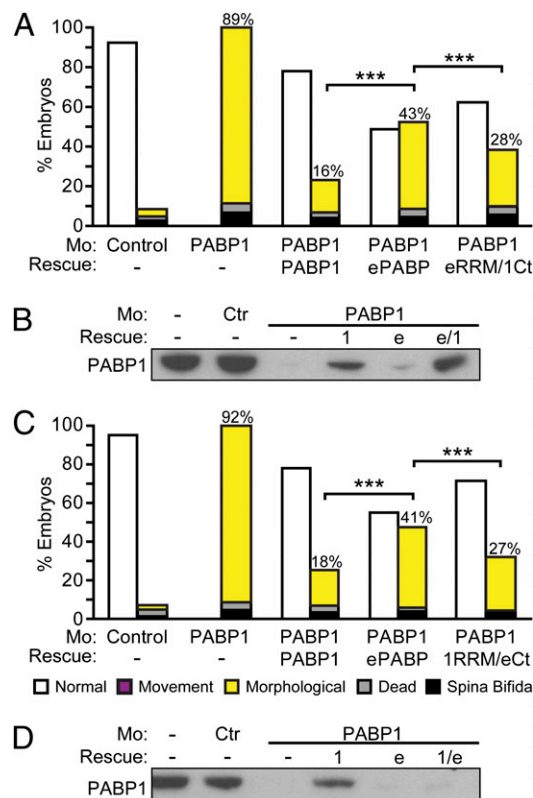 A
100
80
60
40
20
0
% Embryos
89%
***
***
16%
43%
28%
Mo: Control PABP1 PABP1 PABP1 PABP1
Rescue: - - PABP1 ePABP eRRM/1Ct
B
Mo: - Ctr PABP1
Rescue: - - - 1 e e/1
PABP1
C
100
80
60
40
20
0
% Embryos
92%
***
***
18%
41%
27%
Mo: Control PABP1 PABP1 PABP1 PABP1
Rescue: - - PABP1 ePABP 1RRM/eCt
Normal Movement Morphological Dead Spina Bifida
D
Mo: - Ctr PABP1
Rescue: - - - 1 e 1/e
PABP1